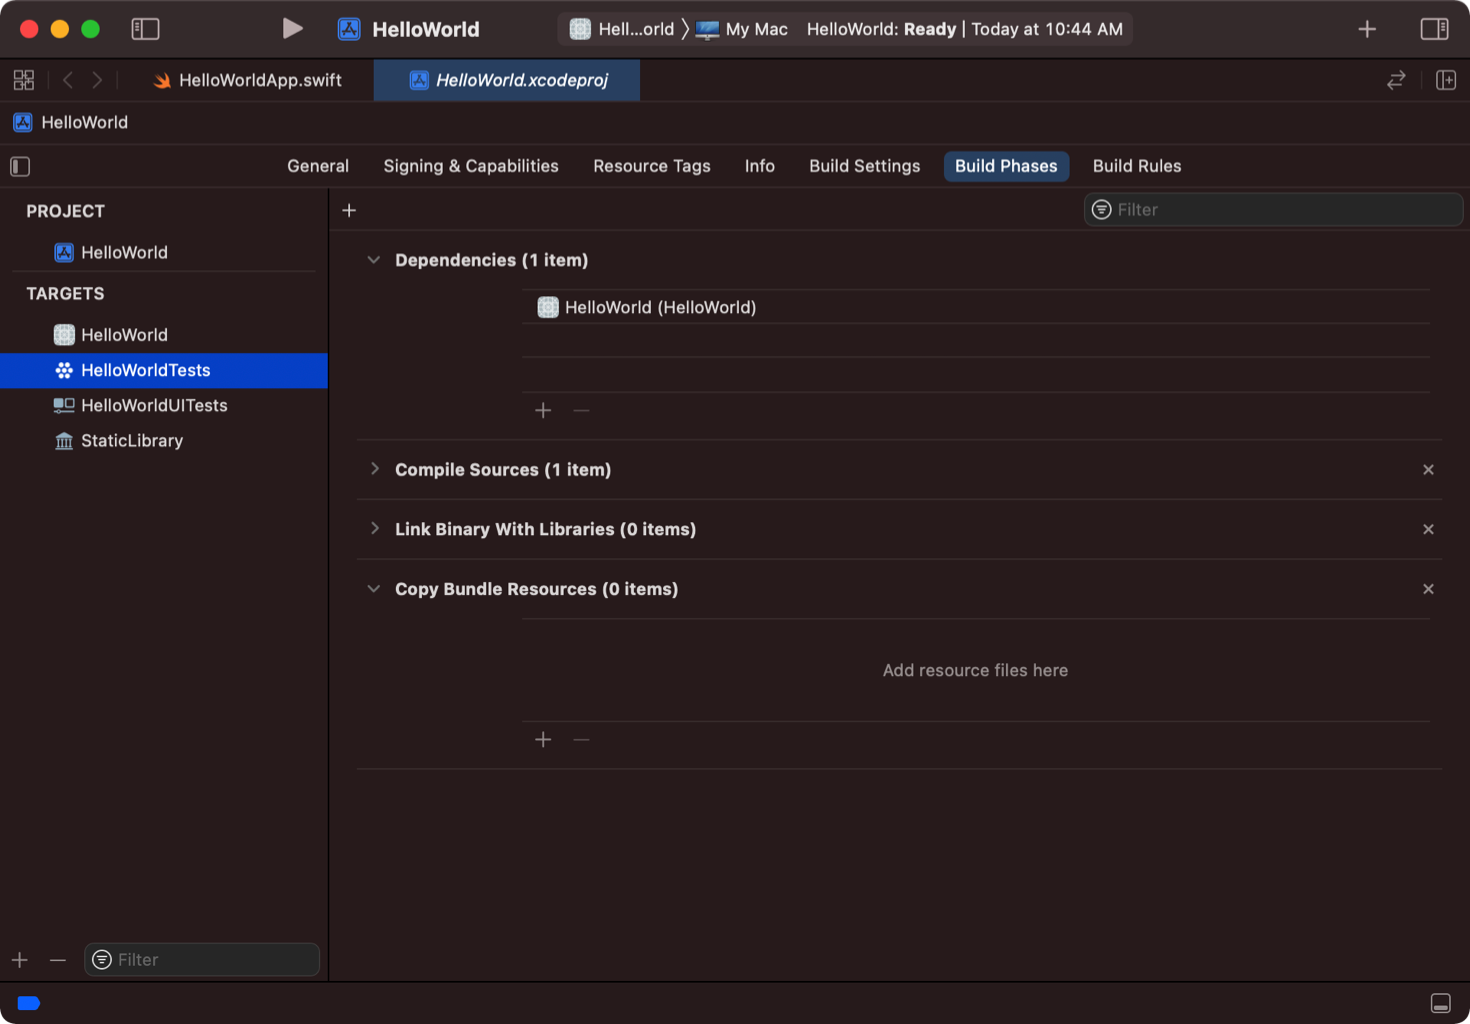 HelloWorld
Hell...orld
My Mac
HelloWorld: Ready | Today at 10:44 AM
HelloWorldApp.swift
HelloWorld.xcodeproj
HelloWorld
General
Signing & Capabilities
Resource Tags
Info
Build Settings
Build Phases
Build Rules
PROJECT
HelloWorld
TARGETS
HelloWorld
HelloWorldTests
HelloWorldUITests
StaticLibrary
Filter
Filter
Dependencies (1 item)
HelloWorld (HelloWorld)
Compile Sources (1 item)
Link Binary With Libraries (0 items)
Copy Bundle Resources (0 items)
Add resource files here